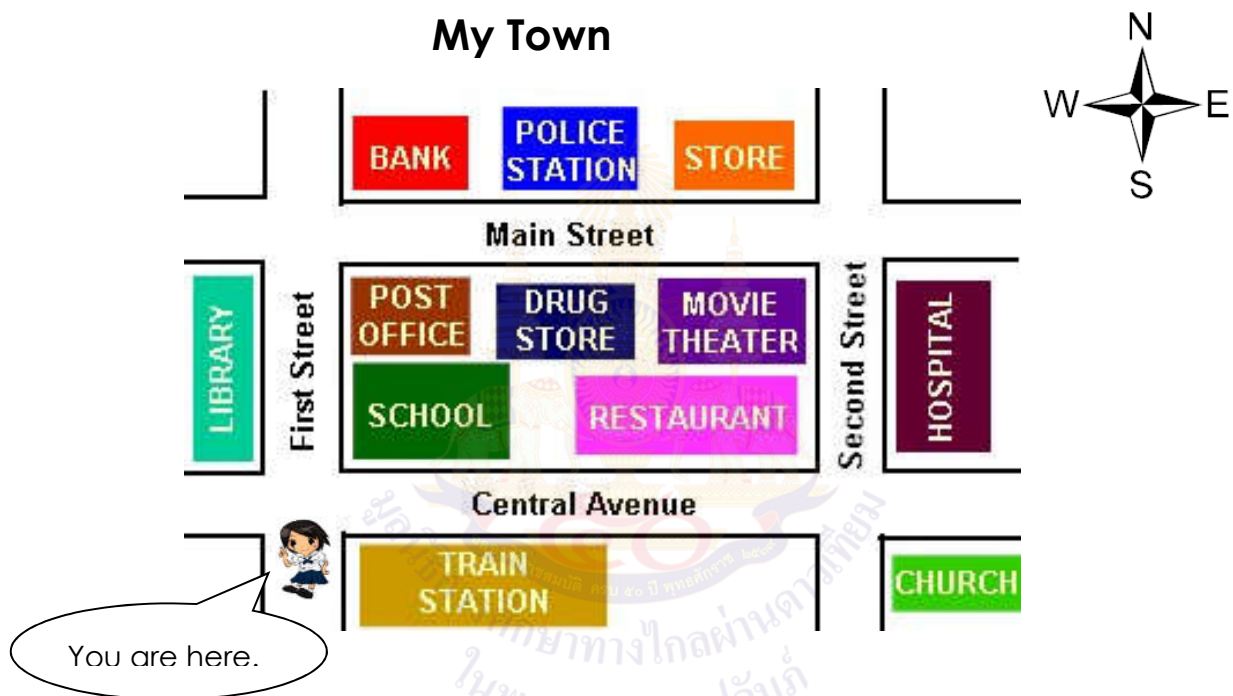 My Town
N
W
E
S
BANK
POLICE
STATION
STORE
Main Street
LIBRARY
First Street
POST
OFFICE
DRUG
STORE
MOVIE
THEATER
SCHOOL
RESTAURANT
Second Street
HOSPITAL
Central Avenue
TRAIN
STATION
CHURCH
You are here.